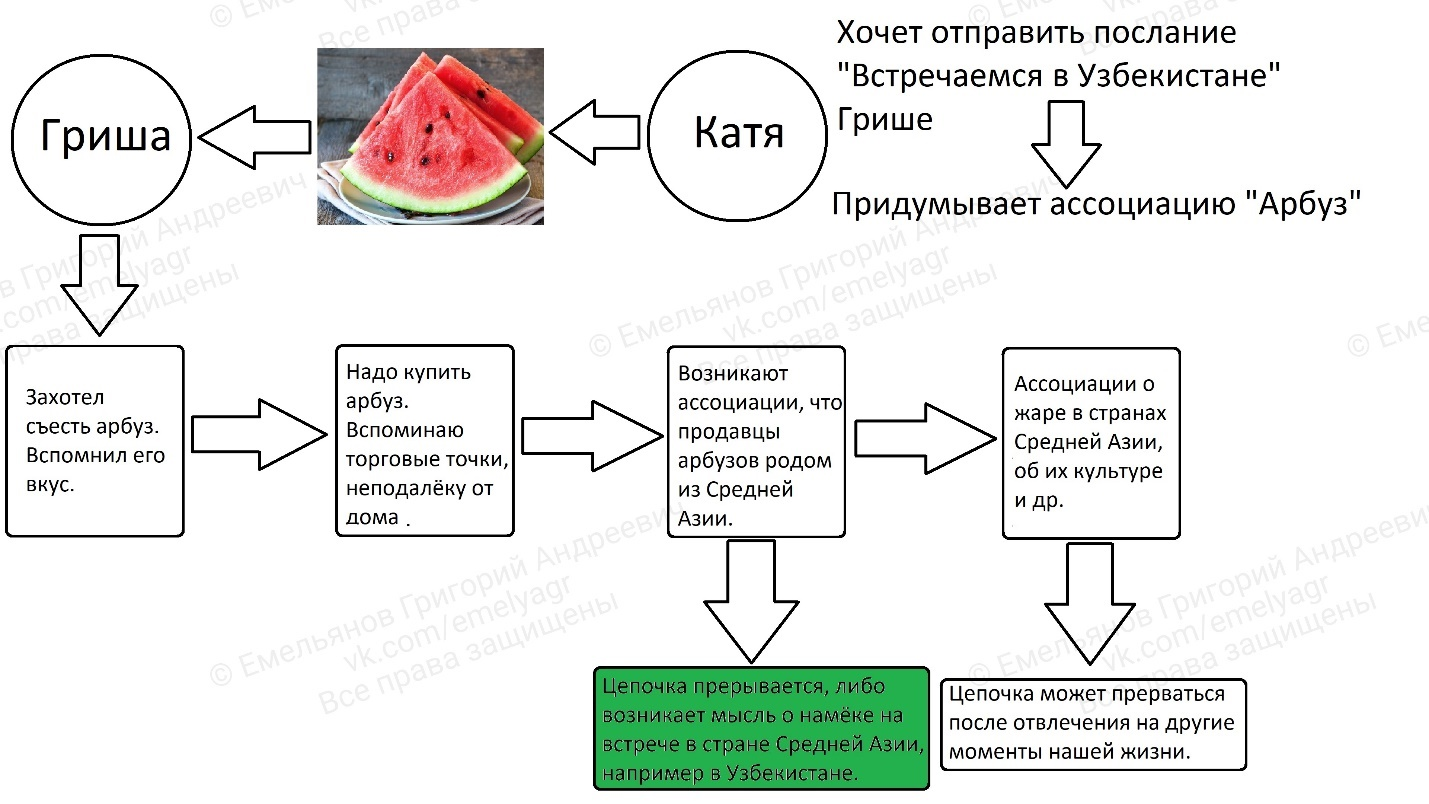 Хочет отправить послание
"Встречаемся в Узбекистане"
Грише
Придумывает ассоциацию "Арбуз"
Гриша
Катя
Захотел
съесть арбуз.
Вспомнил его
вкус.
Надо купить
арбуз.
Вспоминаю
торговые точки,
неподалёку от
дома .
Возникают
ассоциации, что
продавцы
арбузов родом
из Средней
Азии.
Ассоциации о
жаре в странах
Средней Азии,
об их культуре
и др.
Цепочка прерывается, либо
возникает мысль о намёке на
встрече в стране Средней Азии,
например в Узбекистане.
Цепочка может прерваться
после отвлечения на другие
моменты нашей жизни.
© Емельянов Григорий Андреевич
vk.com/emelyagr
Все права защищены